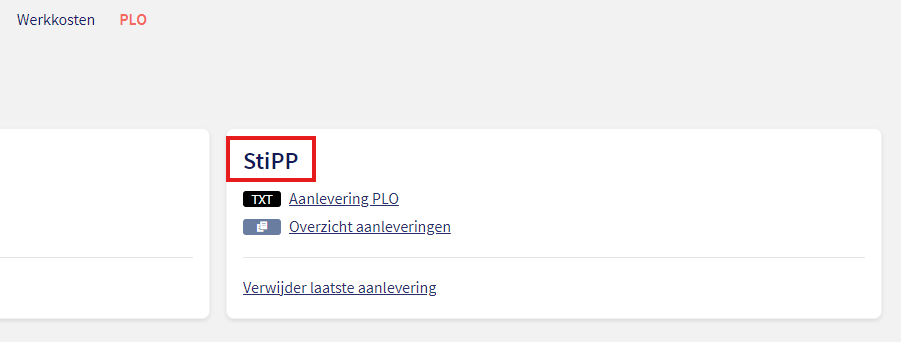 Werkkosten PLO
StiPP
TXT Aanlevering PLO
Overzicht aanleveringen
Verwijder laatste aanlevering